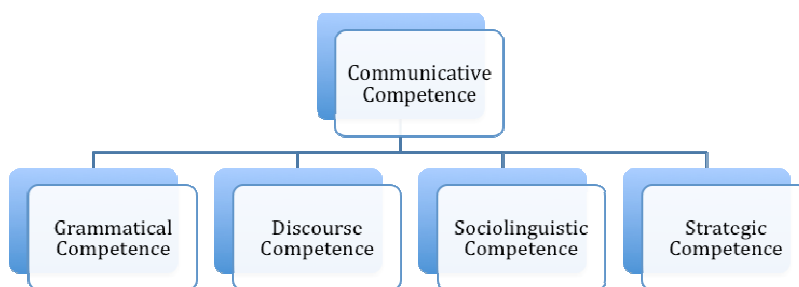 Communicative
Competence
Grammatical
Competence
Discourse
Competence
Sociolinguistic
Competence
Strategic
Competence